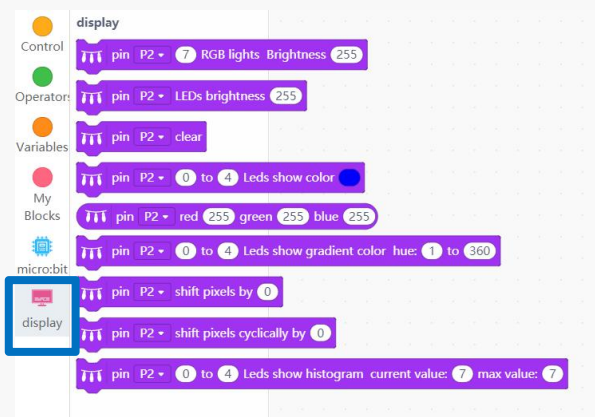 display
Control
Operators
Variables
My
Blocks
micro:bit
display
pin P2 7 RGB lights Brightness 255
pin P2 LEDs brightness 255
pin P2 clear
pin P2 0 to 4 Leds show color
pin P2 red 255 green 255 blue 255
pin P2 0 to 4 Leds show gradient color hue: 1 to 360
pin P2 shift pixels by 0
pin P2 shift pixels cyclically by 0
pin P2 0 to 4 Leds show histogram current value: 7 max value: 7